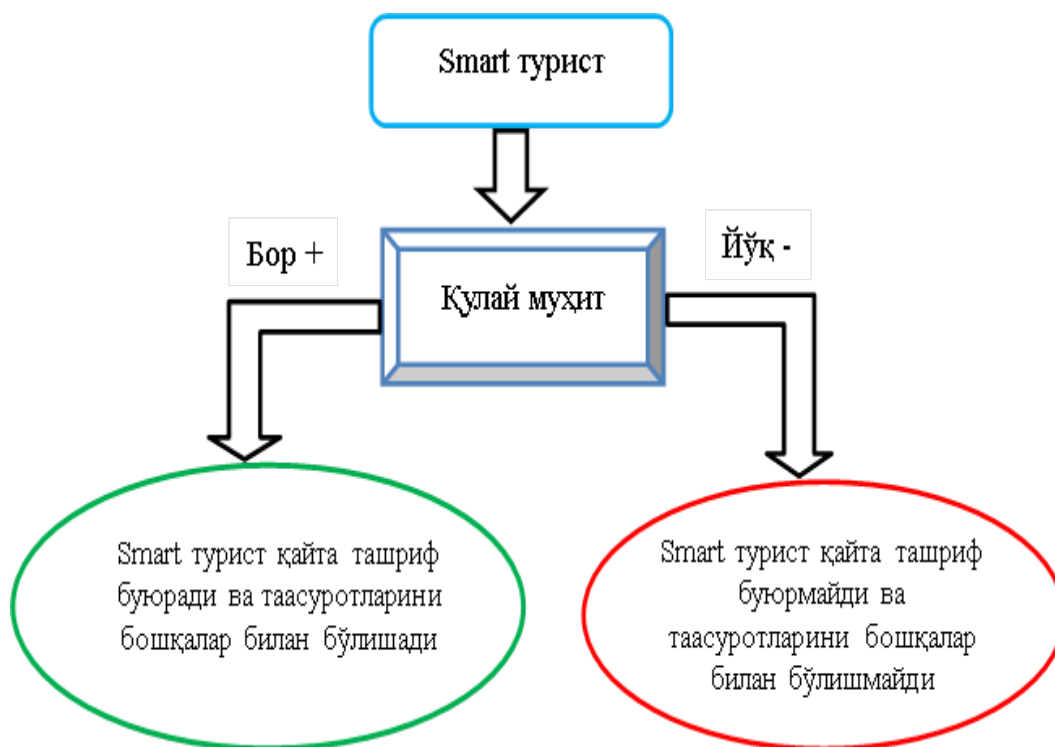 Smart турист
Бор +
Йўқ -
Қулай муҳит
Smart турист қайта ташриф
буюради ва таасуротларини
бошқалар билан бўлишади
Smart турист қайта ташриф
буюрмайди ва
таасуротларини бошқалар
билан бўлишмайди